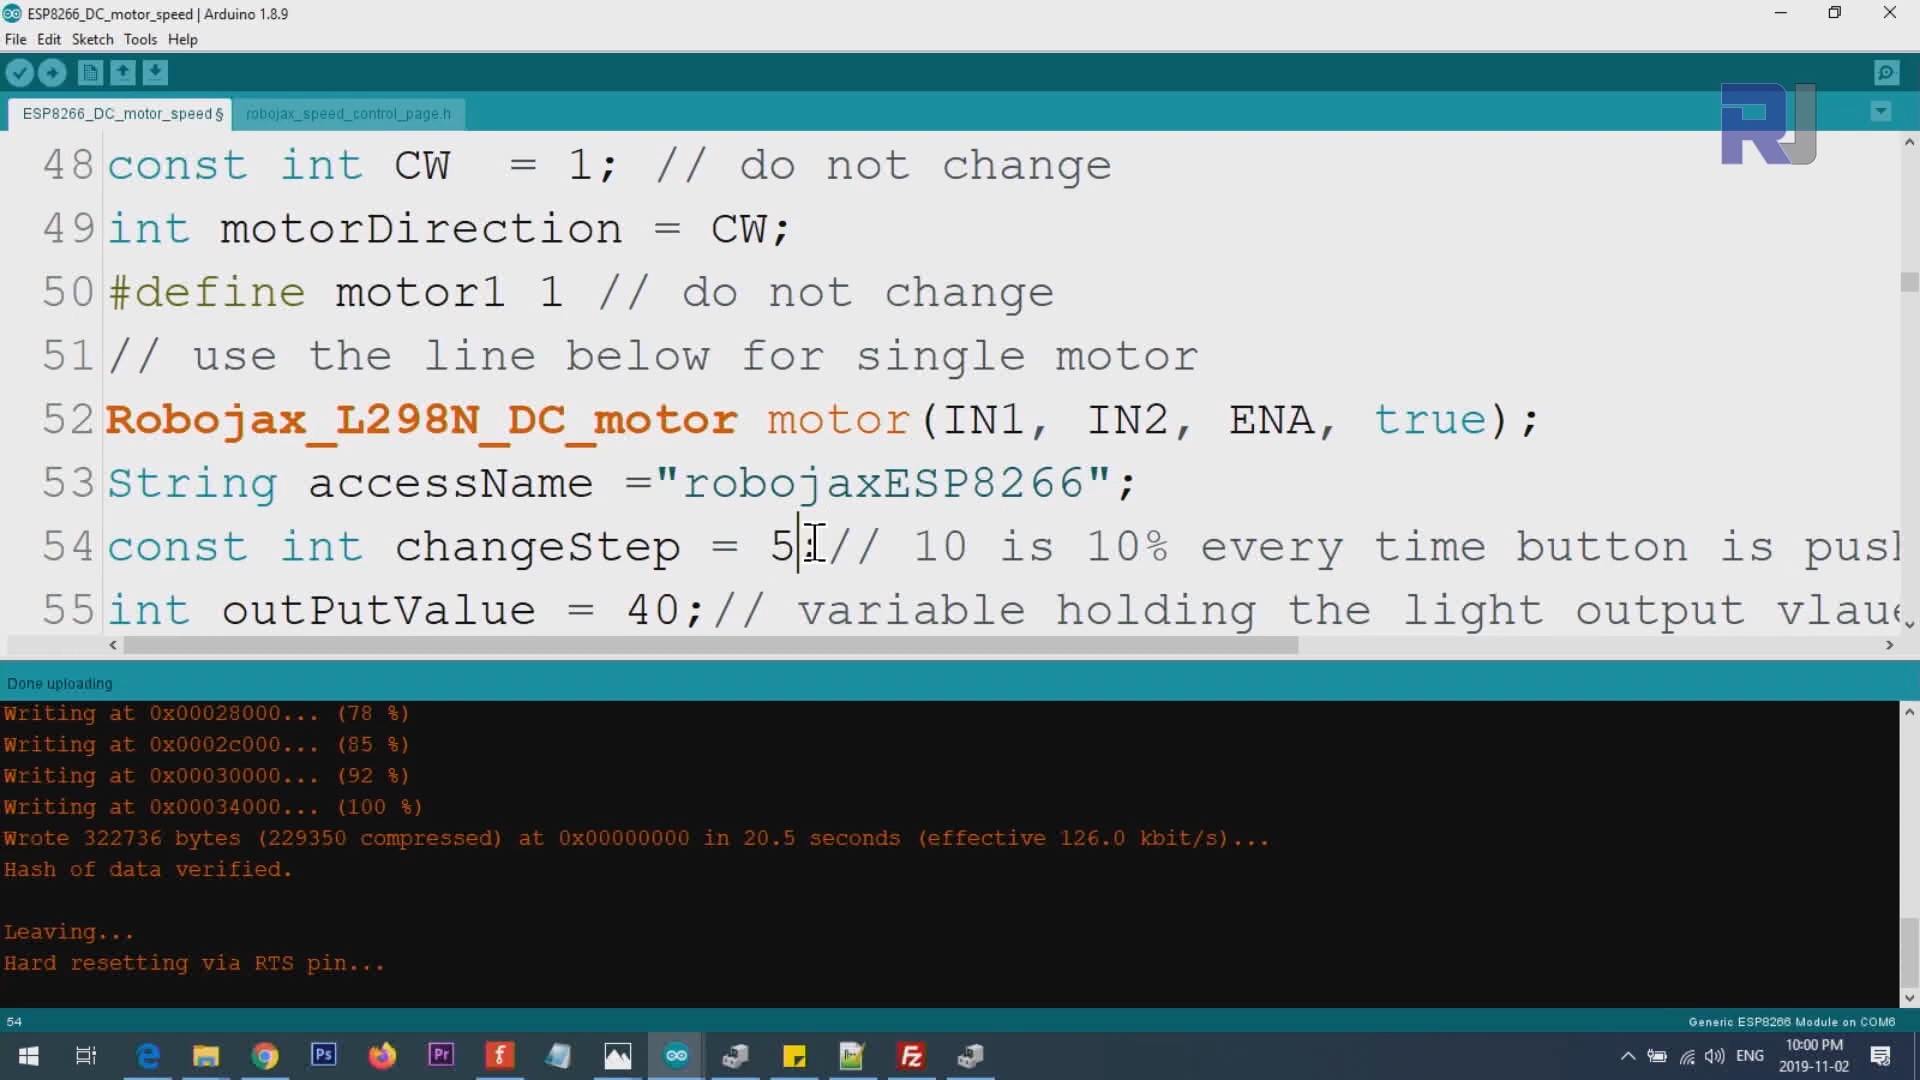 ESP8266_DC_motor_speed | Arduino 1.8.9
File Edit Sketch Tools Help
ESP8266_DC_motor_speed § robojax_speed_control_page.h
RJ
48 const int CW  = 1; // do not change
49 int motorDirection = CW;
50 #define motor1 1 // do not change
51 // use the line below for single motor
52 Robojax_L298N_DC_motor motor(IN1, IN2, ENA, true);
53 String accessName ="robojaxESP8266";
54 const int changeStep = 5;// 10 is 10% every time button is push
55 int outPutValue = 40;// variable holding the light output vlaue
Done uploading
Writing at 0x00028000... (78 %)
Writing at 0x0002c000... (85 %)
Writing at 0x00030000... (92 %)
Writing at 0x00034000... (100 %)
Wrote 322736 bytes (229350 compressed) at 0x00000000 in 20.5 seconds (effective 126.0 kbit/s)...
Hash of data verified.
Leaving...
Hard resetting via RTS pin...
54 Generic ESP8266 Module on COM6
Ps Pr f Fz ENG 10:00 PM
2019-11-02